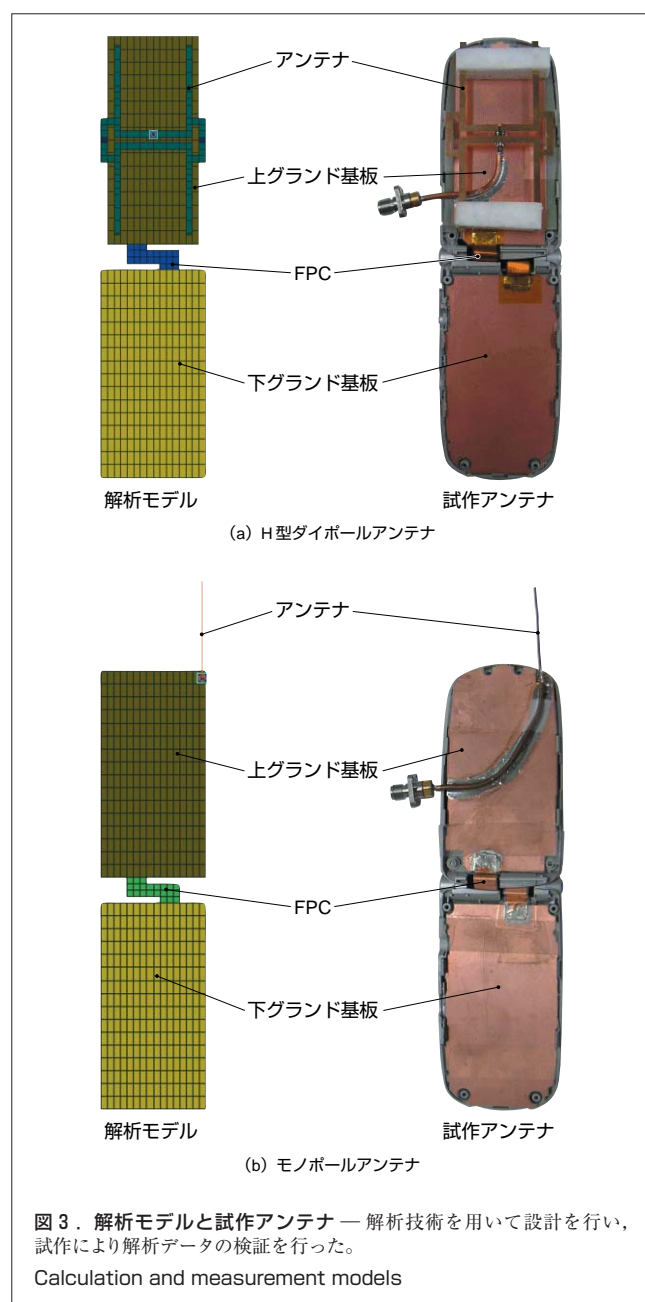 アンテナ
上グランド基板
FPC
下グランド基板
解析モデル
試作アンテナ
(a) H型ダイポールアンテナ
アンテナ
上グランド基板
FPC
下グランド基板
解析モデル
試作アンテナ
(b) モノポールアンテナ
図3．解析モデルと試作アンテナ — 解析技術を用いて設計を行い，
試作により解析データの検証を行った。
Calculation and measurement models